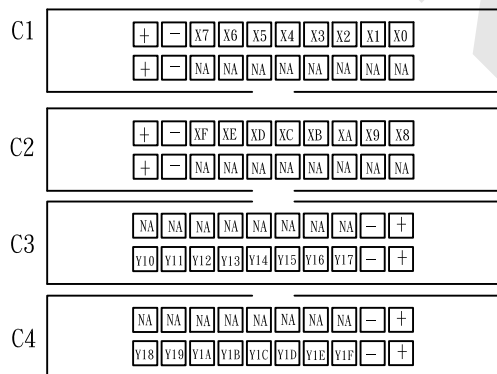 C1
+ − X7 X6 X5 X4 X3 X2 X1 X0
+ − NA NA NA NA NA NA NA NA
C2
+ − XF XE XD XC XB XA X9 X8
+ − NA NA NA NA NA NA NA NA
C3
NA NA NA NA NA NA NA NA − +
Y10 Y11 Y12 Y13 Y14 Y15 Y16 Y17 − +
C4
NA NA NA NA NA NA NA NA − +
Y18 Y19 Y1A Y1B Y1C Y1D Y1E Y1F − +